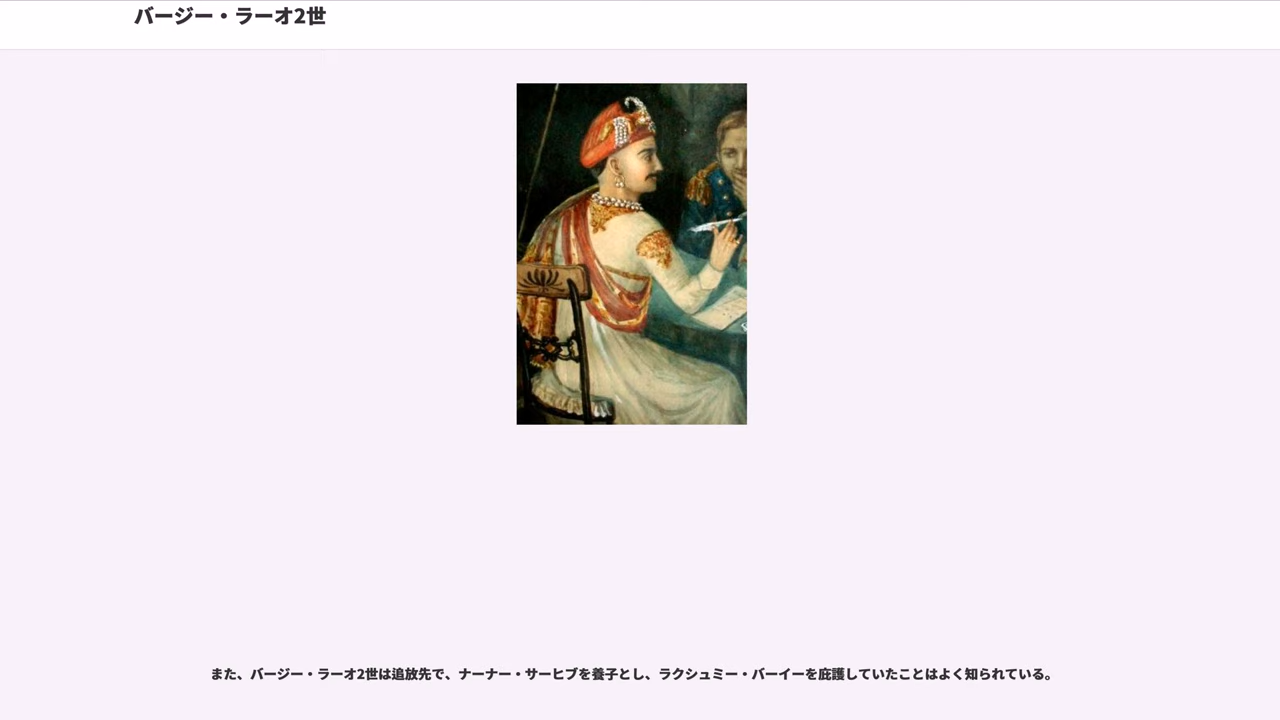 バージー・ラーオ2世
また、バージー・ラーオ2世は追放先で、ナーナー・サーヒブを養子とし、ラクシュミー・バーイーを庇護していたことはよく知られている。